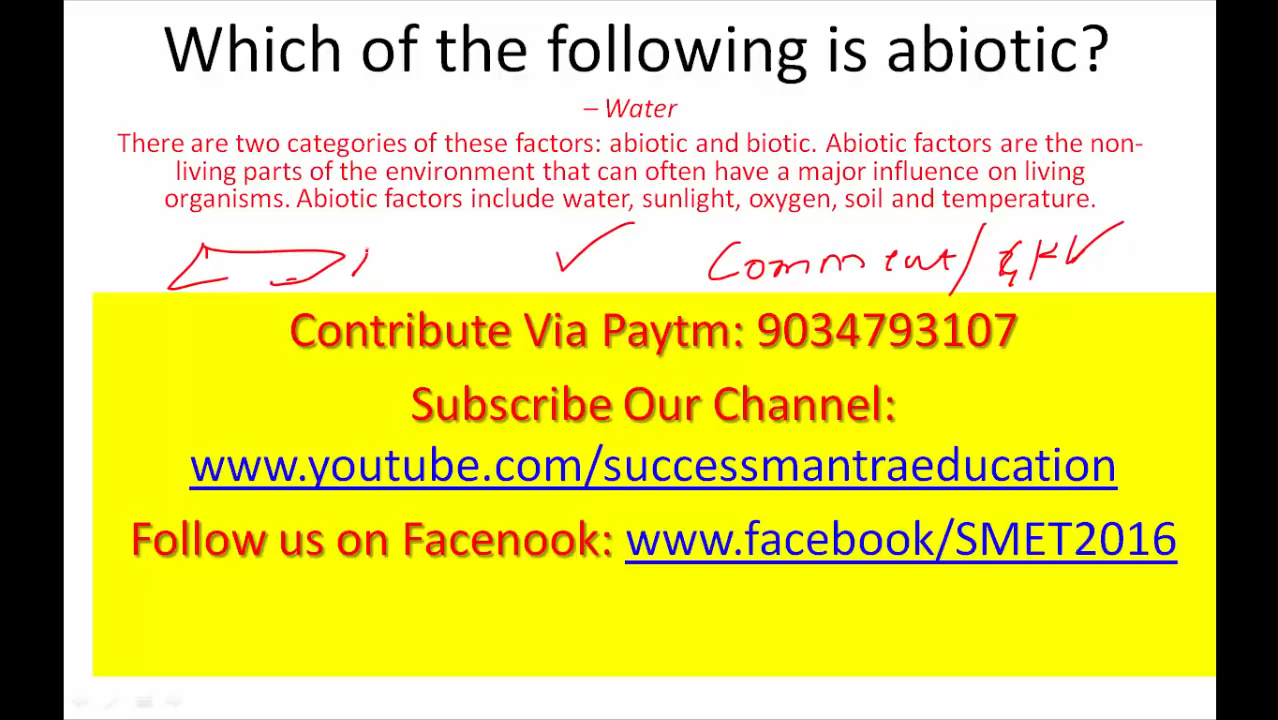 Which of the following is abiotic?
– Water
There are two categories of these factors: abiotic and biotic. Abiotic factors are the non-
living parts of the environment that can often have a major influence on living
organisms. Abiotic factors include water, sunlight, oxygen, soil and temperature.
Comment/
Contribute Via Paytm: 9034793107
Subscribe Our Channel:
www.youtube.com/successmantraeducation
Follow us on Facenook: www.facebook/SMET2016